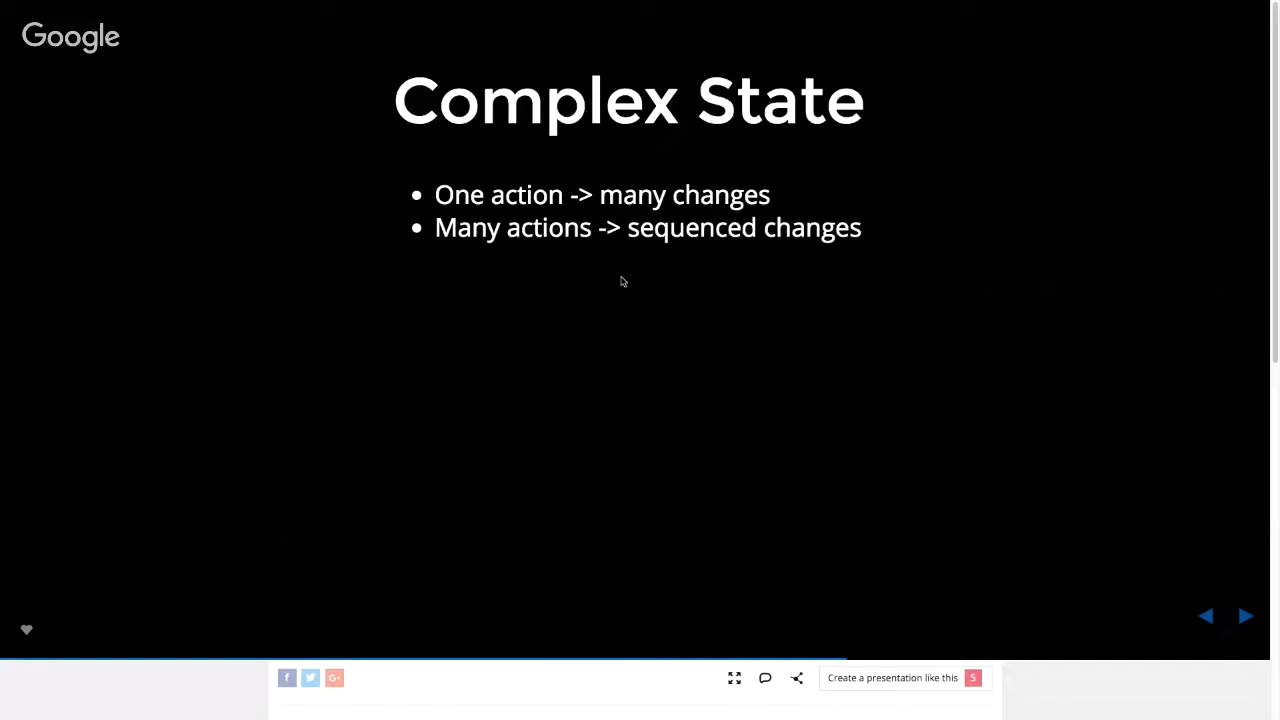 Google
Complex State
• One action -> many changes
• Many actions -> sequenced changes
f
G+
Create a presentation like this S